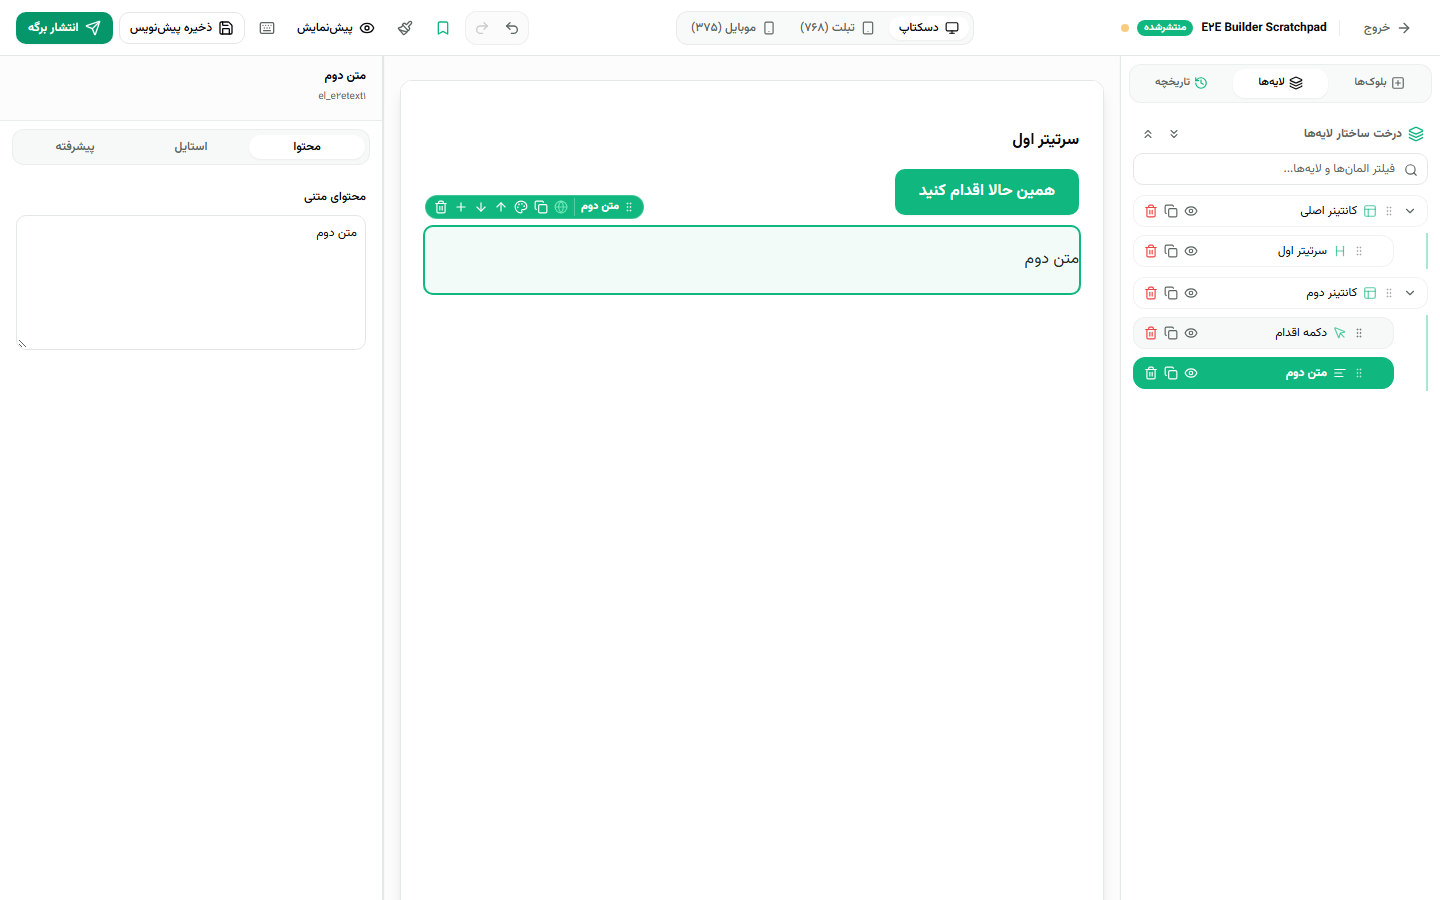 خروج
E۲E Builder Scratchpad
منتشرشده
دسکتاپ
تبلت (۷۶۸)
موبایل (۳۷۵)
پیش‌نمایش
ذخیره پیش‌نویس
انتشار برگه
بلوک‌ها
لایه‌ها
تاریخچه
درخت ساختار لایه‌ها
فیلتر المان‌ها و لایه‌ها...
کانتینر اصلی
سرتیتر اول
کانتینر دوم
دکمه اقدام
متن دوم
سرتیتر اول
همین حالا اقدام کنید
متن دوم
متن دوم
متن دوم
el_e۲etext۱
محتوا
استایل
پیشرفته
محتوای متنی
متن دوم